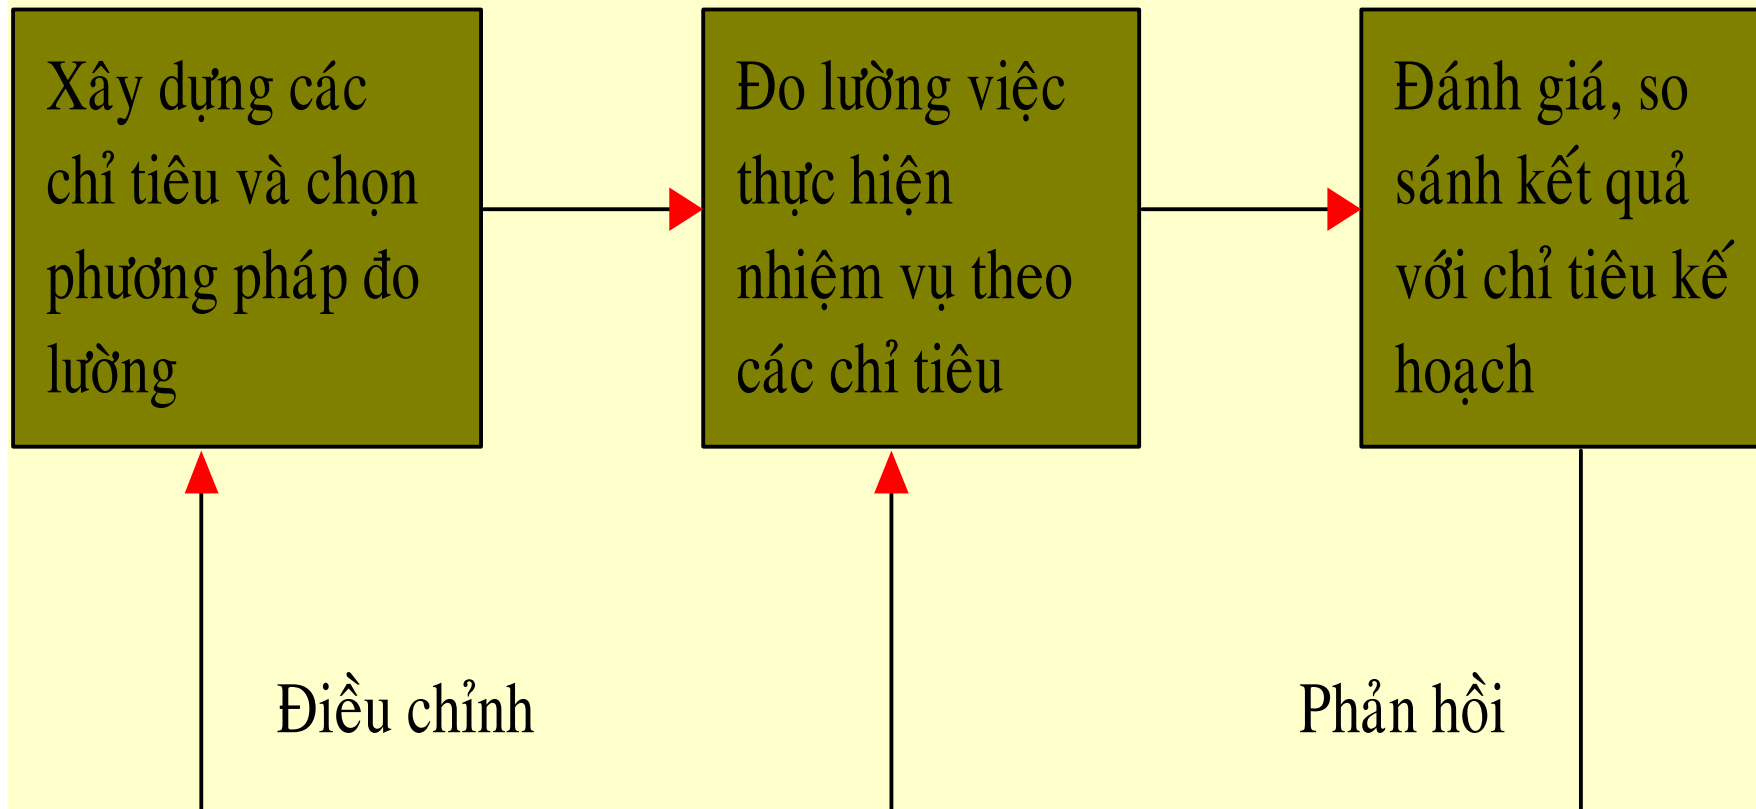 Xây dựng các
chỉ tiêu và chọn
phương pháp đo
lường
Đo lường việc
thực hiện
nhiệm vụ theo
các chỉ tiêu
Đánh giá, so
sánh kết quả
với chỉ tiêu kế
hoạch
Điều chỉnh
Phản hồi